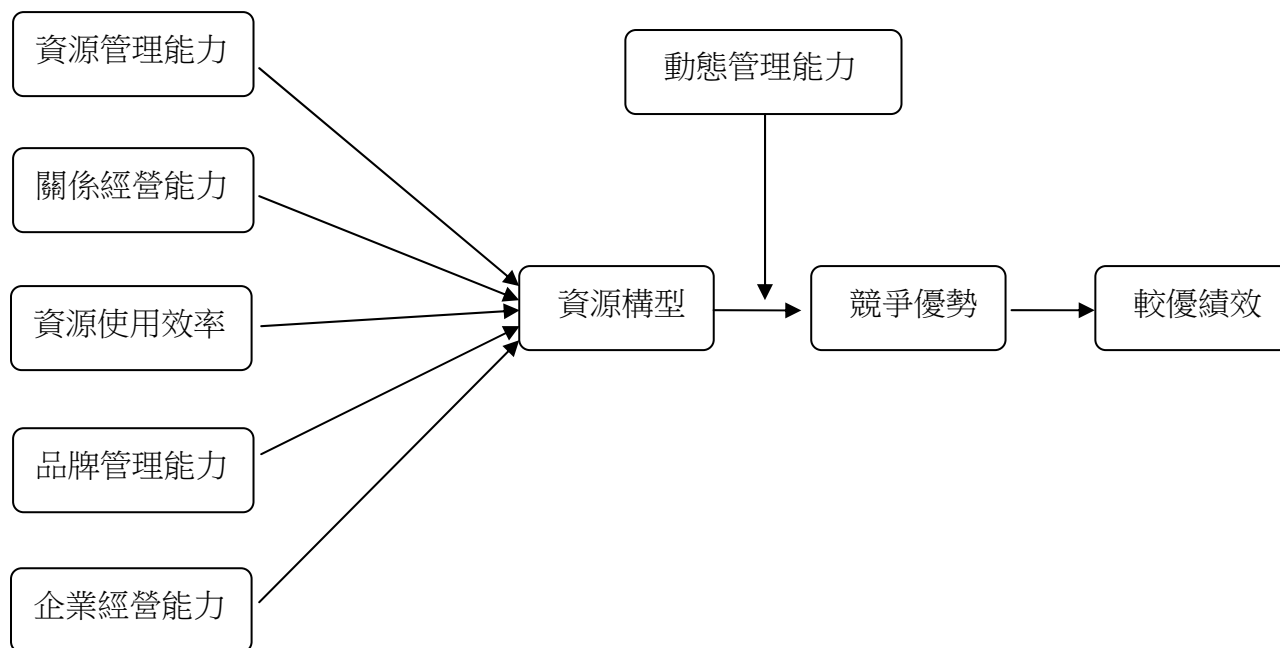 資源管理能力
關係經營能力
資源使用效率
品牌管理能力
企業經營能力
動態管理能力
資源構型
競爭優勢
較優績效